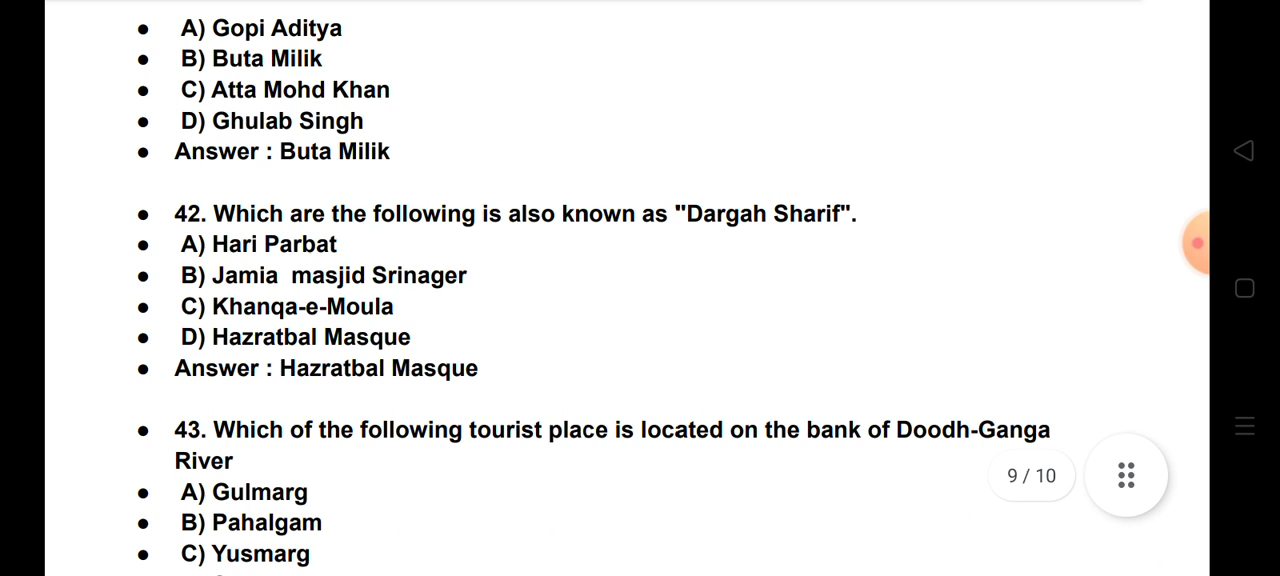 ● A) Gopi Aditya
● B) Buta Milik
● C) Atta Mohd Khan
● D) Ghulab Singh
● Answer : Buta Milik
● 42. Which are the following is also known as "Dargah Sharif".
● A) Hari Parbat
● B) Jamia masjid Srinager
● C) Khanqa-e-Moula
● D) Hazratbal Masque
● Answer : Hazratbal Masque
● 43. Which of the following tourist place is located on the bank of Doodh-Ganga
River
● A) Gulmarg
● B) Pahalgam
● C) Yusmarg
9 / 10